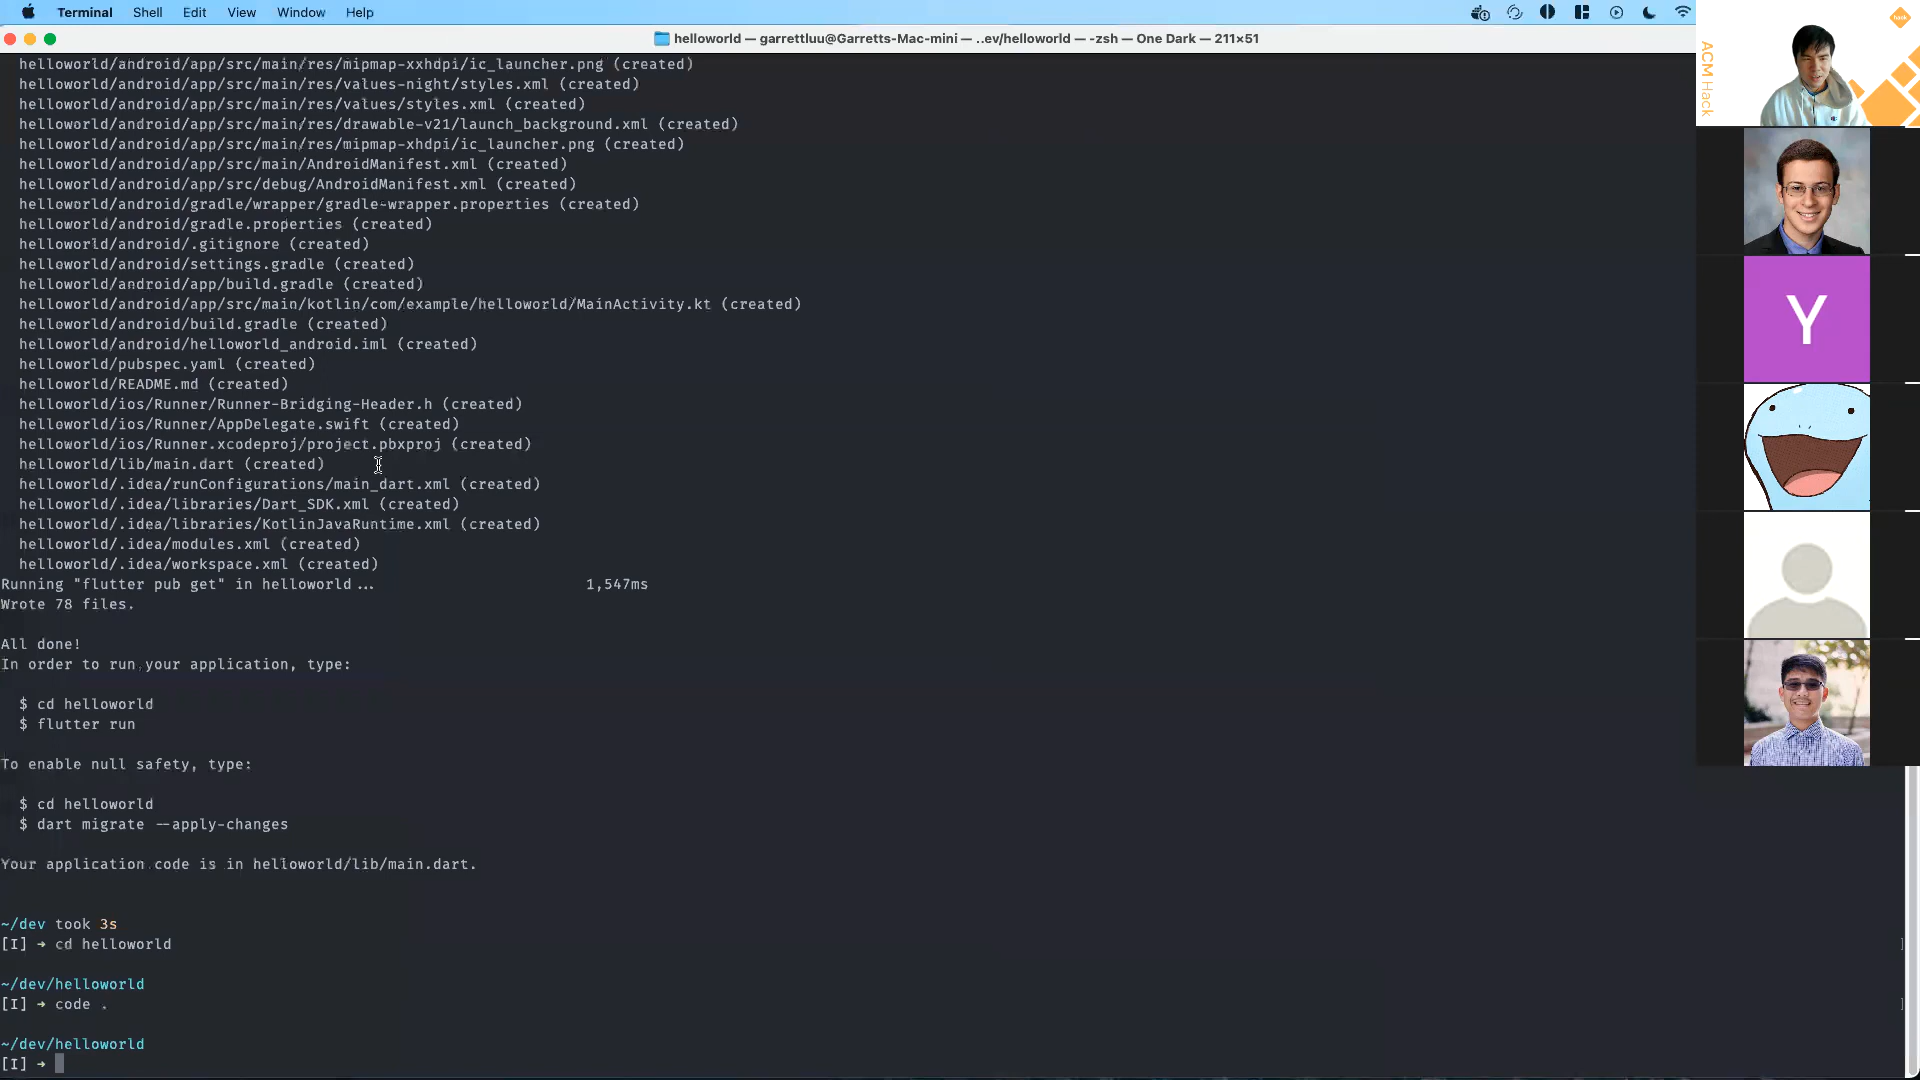 Terminal Shell Edit View Window Help
helloworld — garrettluu@Garretts-Mac-mini — ..ev/helloworld — -zsh — One Dark — 211×51
helloworld/android/app/src/main/res/mipmap-xxhdpi/ic_launcher.png (created)
helloworld/android/app/src/main/res/values-night/styles.xml (created)
helloworld/android/app/src/main/res/values/styles.xml (created)
helloworld/android/app/src/main/res/drawable-v21/launch_background.xml (created)
helloworld/android/app/src/main/res/mipmap-xhdpi/ic_launcher.png (created)
helloworld/android/app/src/main/AndroidManifest.xml (created)
helloworld/android/app/src/debug/AndroidManifest.xml (created)
helloworld/android/gradle/wrapper/gradle-wrapper.properties (created)
helloworld/android/gradle.properties (created)
helloworld/android/.gitignore (created)
helloworld/android/settings.gradle (created)
helloworld/android/app/build.gradle (created)
helloworld/android/app/src/main/kotlin/com/example/helloworld/MainActivity.kt (created)
helloworld/android/build.gradle (created)
helloworld/android/helloworld_android.iml (created)
helloworld/pubspec.yaml (created)
helloworld/README.md (created)
helloworld/ios/Runner/Runner-Bridging-Header.h (created)
helloworld/ios/Runner/AppDelegate.swift (created)
helloworld/ios/Runner.xcodeproj/project.pbxproj (created)
helloworld/lib/main.dart (created)
helloworld/.idea/runConfigurations/main_dart.xml (created)
helloworld/.idea/libraries/Dart_SDK.xml (created)
helloworld/.idea/libraries/KotlinJavaRuntime.xml (created)
helloworld/.idea/modules.xml (created)
helloworld/.idea/workspace.xml (created)
Running "flutter pub get" in helloworld... 1,547ms
Wrote 78 files.
All done!
In order to run your application, type:
$ cd helloworld
$ flutter run
To enable null safety, type:
$ cd helloworld
$ dart migrate --apply-changes
Your application code is in helloworld/lib/main.dart.
~/dev took 3s
[I] ➜ cd helloworld ]
~/dev/helloworld
[I] ➜ code . ]
~/dev/helloworld
[I] ➜
ACM Hack
hack
Y